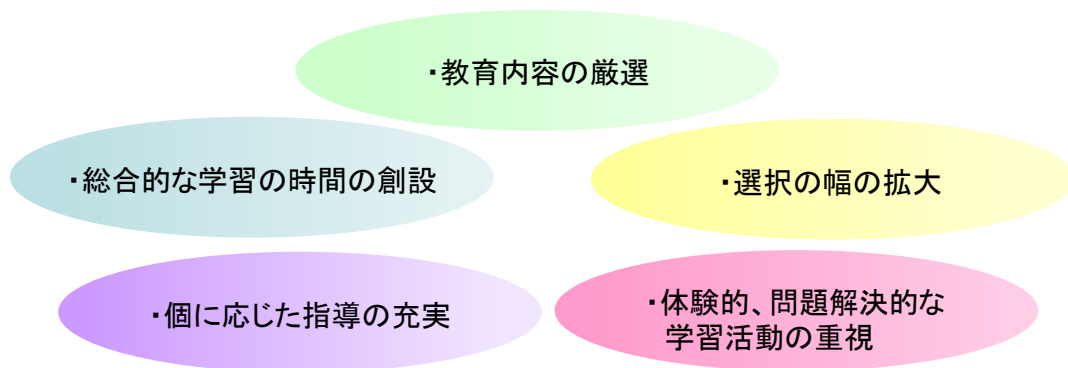 ・教育内容の厳選
・総合的な学習の時間の創設
・選択の幅の拡大
・個に応じた指導の充実
・体験的、問題解決的な
学習活動の重視